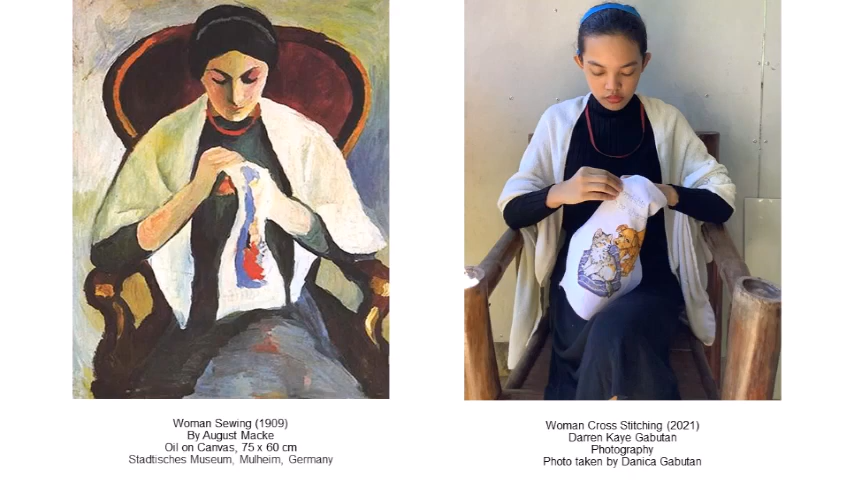 Woman Sewing (1909)
By August Macke
Oil on Canvas, 75 x 60 cm
Stadtisches Museum, Mulheim, Germany
Woman Cross Stitching (2021)
Darren Kaye Gabutan
Photography
Photo taken by Danica Gabutan